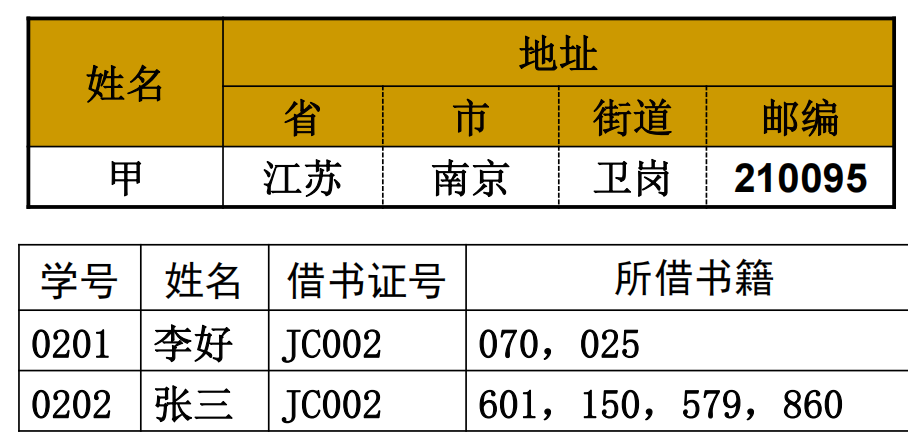 姓名 地址
省 市 街道 邮编
甲 江苏 南京 卫岗 210095
学号 姓名 借书证号 所借书籍
0201 李好 JC002 070，025
0202 张三 JC002 601，150，579，860